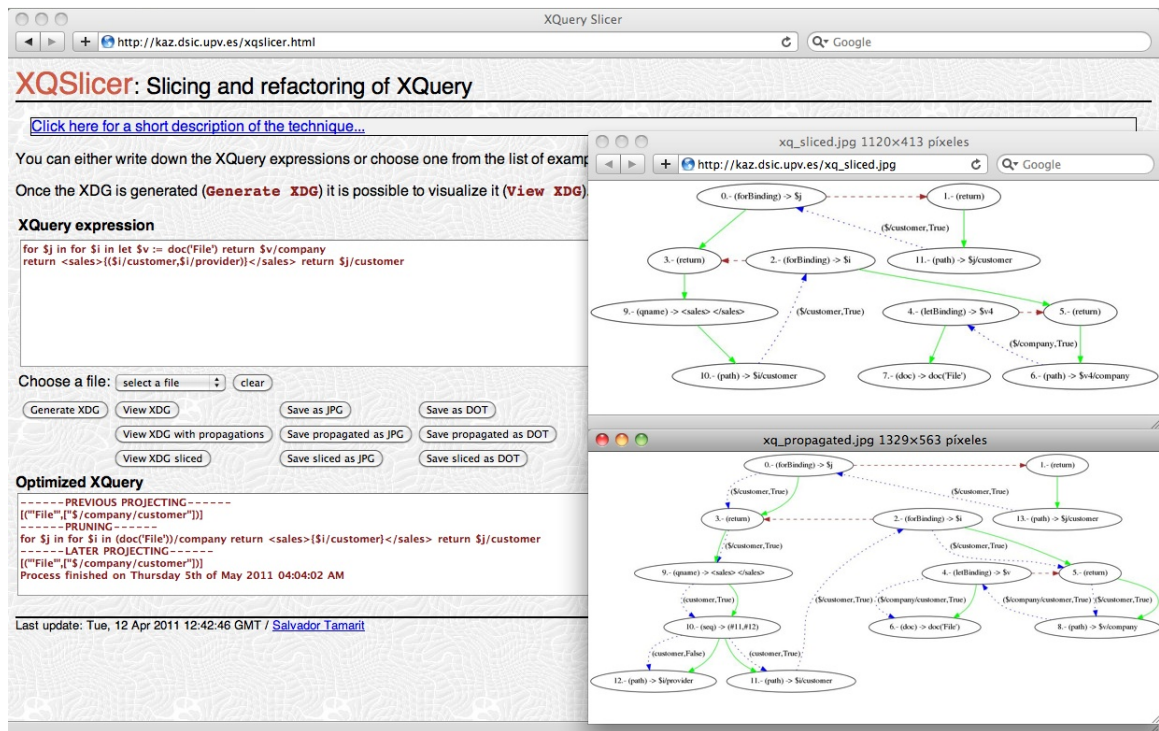 XQuery Slicer
http://kaz.dsic.upv.es/xqslicer.html
Google
XQSlicer: Slicing and refactoring of XQuery
Click here for a short description of the technique...
You can either write down the XQuery expressions or choose one from the list of examp
Once the XDG is generated (Generate XDG) it is possible to visualize it (View XDG)
XQuery expression
for $j in for $i in let $v := doc('File') return $v/company
return <sales>{($i/customer,$i/provider)}</sales> return $j/customer
Choose a file: select a file clear
Generate XDG View XDG Save as JPG Save as DOT
View XDG with propagations Save propagated as JPG Save propagated as DOT
View XDG sliced Save sliced as JPG Save sliced as DOT
Optimized XQuery
------PREVIOUS PROJECTING------
[("'File'",["$/company/customer"])]
------PRUNING------
for $j in for $i in (doc('File'))/company return <sales>{$i/customer}</sales> return $j/customer
------LATER PROJECTING------
[("'File'",["$/company/customer"])]
Process finished on Thursday 5th of May 2011 04:04:02 AM
Last update: Tue, 12 Apr 2011 12:42:46 GMT / Salvador Tamarit
xq_sliced.jpg 1120×413 píxeles
http://kaz.dsic.upv.es/xq_sliced.jpg
Google
0.- (forBinding) -> $j
1.- (return)
($/customer,True)
3.- (return)
2.- (forBinding) -> $i
11.- (path) -> $j/customer
9.- (qname) -> <sales> </sales>
($/customer,True)
4.- (letBinding) -> $v4
5.- (return)
($/company,True)
10.- (path) -> $i/customer
7.- (doc) -> doc('File')
6.- (path) -> $v4/company
xq_propagated.jpg 1329×563 píxeles
0.- (forBinding) -> $j
1.- (return)
($/customer,True)
($/customer,True)
3.- (return)
2.- (forBinding) -> $i
13.- (path) -> $j/customer
($/customer,True)
($/customer,True)
9.- (qname) -> <sales> </sales>
4.- (letBinding) -> $v
5.- (return)
(customer,True)
($/customer,True)
($/company/customer,True)
($/company/customer,True)
($/customer,True)
10.- (seq) -> (#11,#12)
6.- (doc) -> doc('File')
8.- (path) -> $v/company
(customer,False)
(customer,True)
12.- (path) -> $i/provider
11.- (path) -> $i/customer